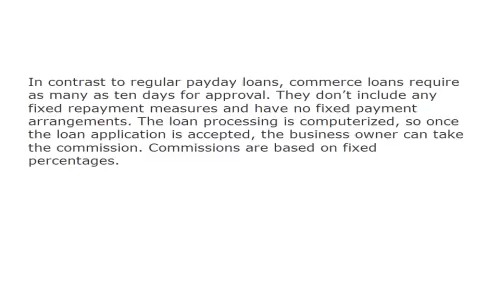 In contrast to regular payday loans, commerce loans require
as many as ten days for approval. They don’t include any
fixed repayment measures and have no fixed payment
arrangements. The loan processing is computerized, so once
the loan application is accepted, the business owner can take
the commission. Commissions are based on fixed
percentages.